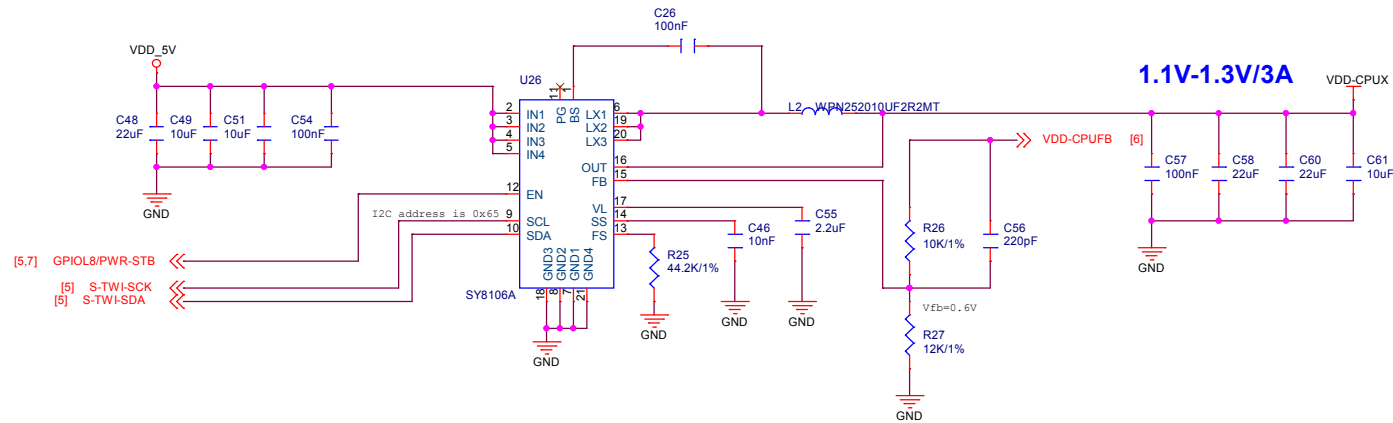 C26
100nF
VDD_5V
U26
1.1V-1.3V/3A
VDD-CPUX
11
1
PG
BS
C48
22uF
C49
10uF
C51
10uF
C54
100nF
2
IN1
3
IN2
4
IN3
5
IN4
LX1
6
LX2
19
LX3
20
L2 WPN252010UF2R2MT
OUT
16
FB
15
VDD-CPUFB [6]
C57
100nF
C58
22uF
C60
22uF
C61
10uF
GND
12
EN
I2C address is 0x65
9
SCL
10
SDA
VL
17
SS
14
FS
13
C55
2.2uF
C46
10nF
R25
44.2K/1%
R26
10K/1%
C56
220pF
GND
[5,7] GPIOL8/PWR-STB
[5] S-TWI-SCK
[5] S-TWI-SDA
GND3
GND2
GND1
GND4
18
8
7
21
SY8106A
GND
GND
GND
GND
Vfb=0.6V
R27
12K/1%
GND